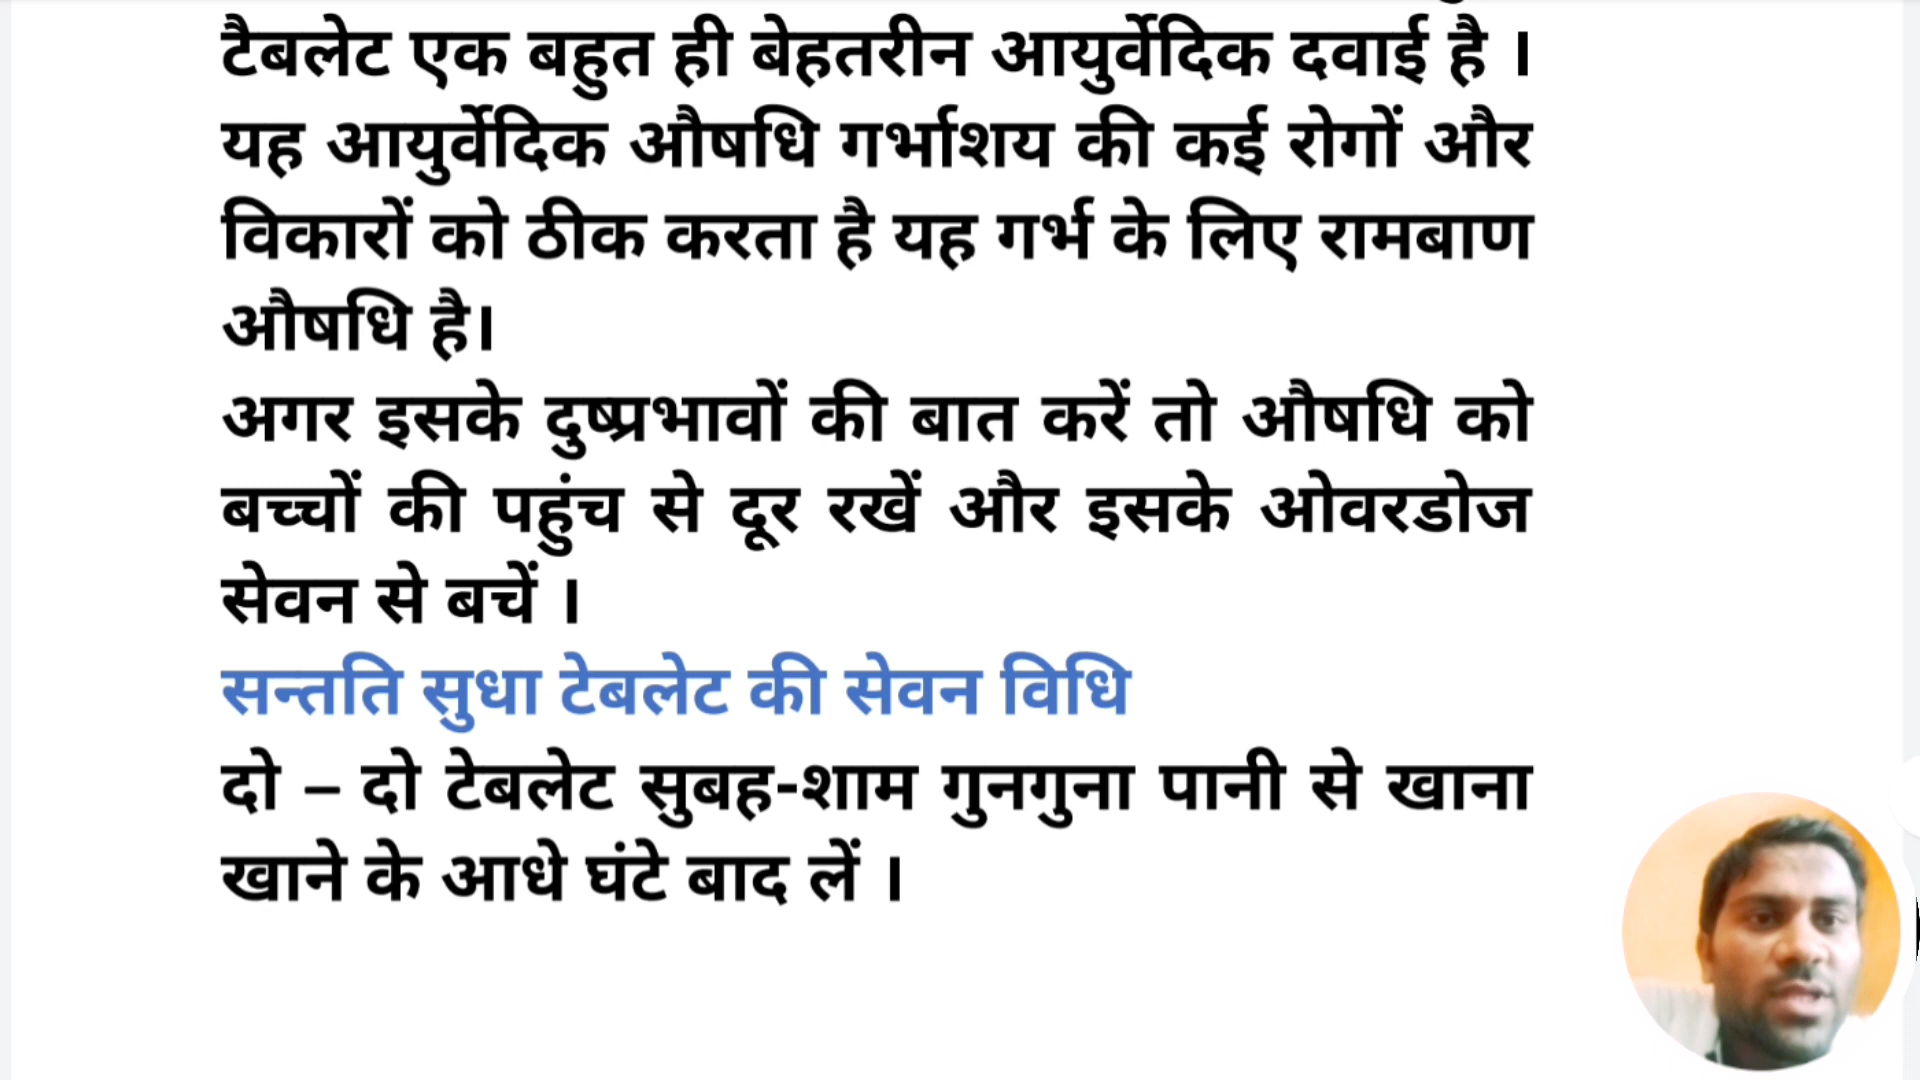 टैबलेट एक बहुत ही बेहतरीन आयुर्वेदिक दवाई है ।
यह आयुर्वेदिक औषधि गर्भाशय की कई रोगों और
विकारों को ठीक करता है यह गर्भ के लिए रामबाण
औषधि है।
अगर इसके दुष्प्रभावों की बात करें तो औषधि को
बच्चों की पहुंच से दूर रखें और इसके ओवरडोज
सेवन से बचें ।
सन्तति सुधा टेबलेट की सेवन विधि
दो – दो टेबलेट सुबह-शाम गुनगुना पानी से खाना
खाने के आधे घंटे बाद लें ।